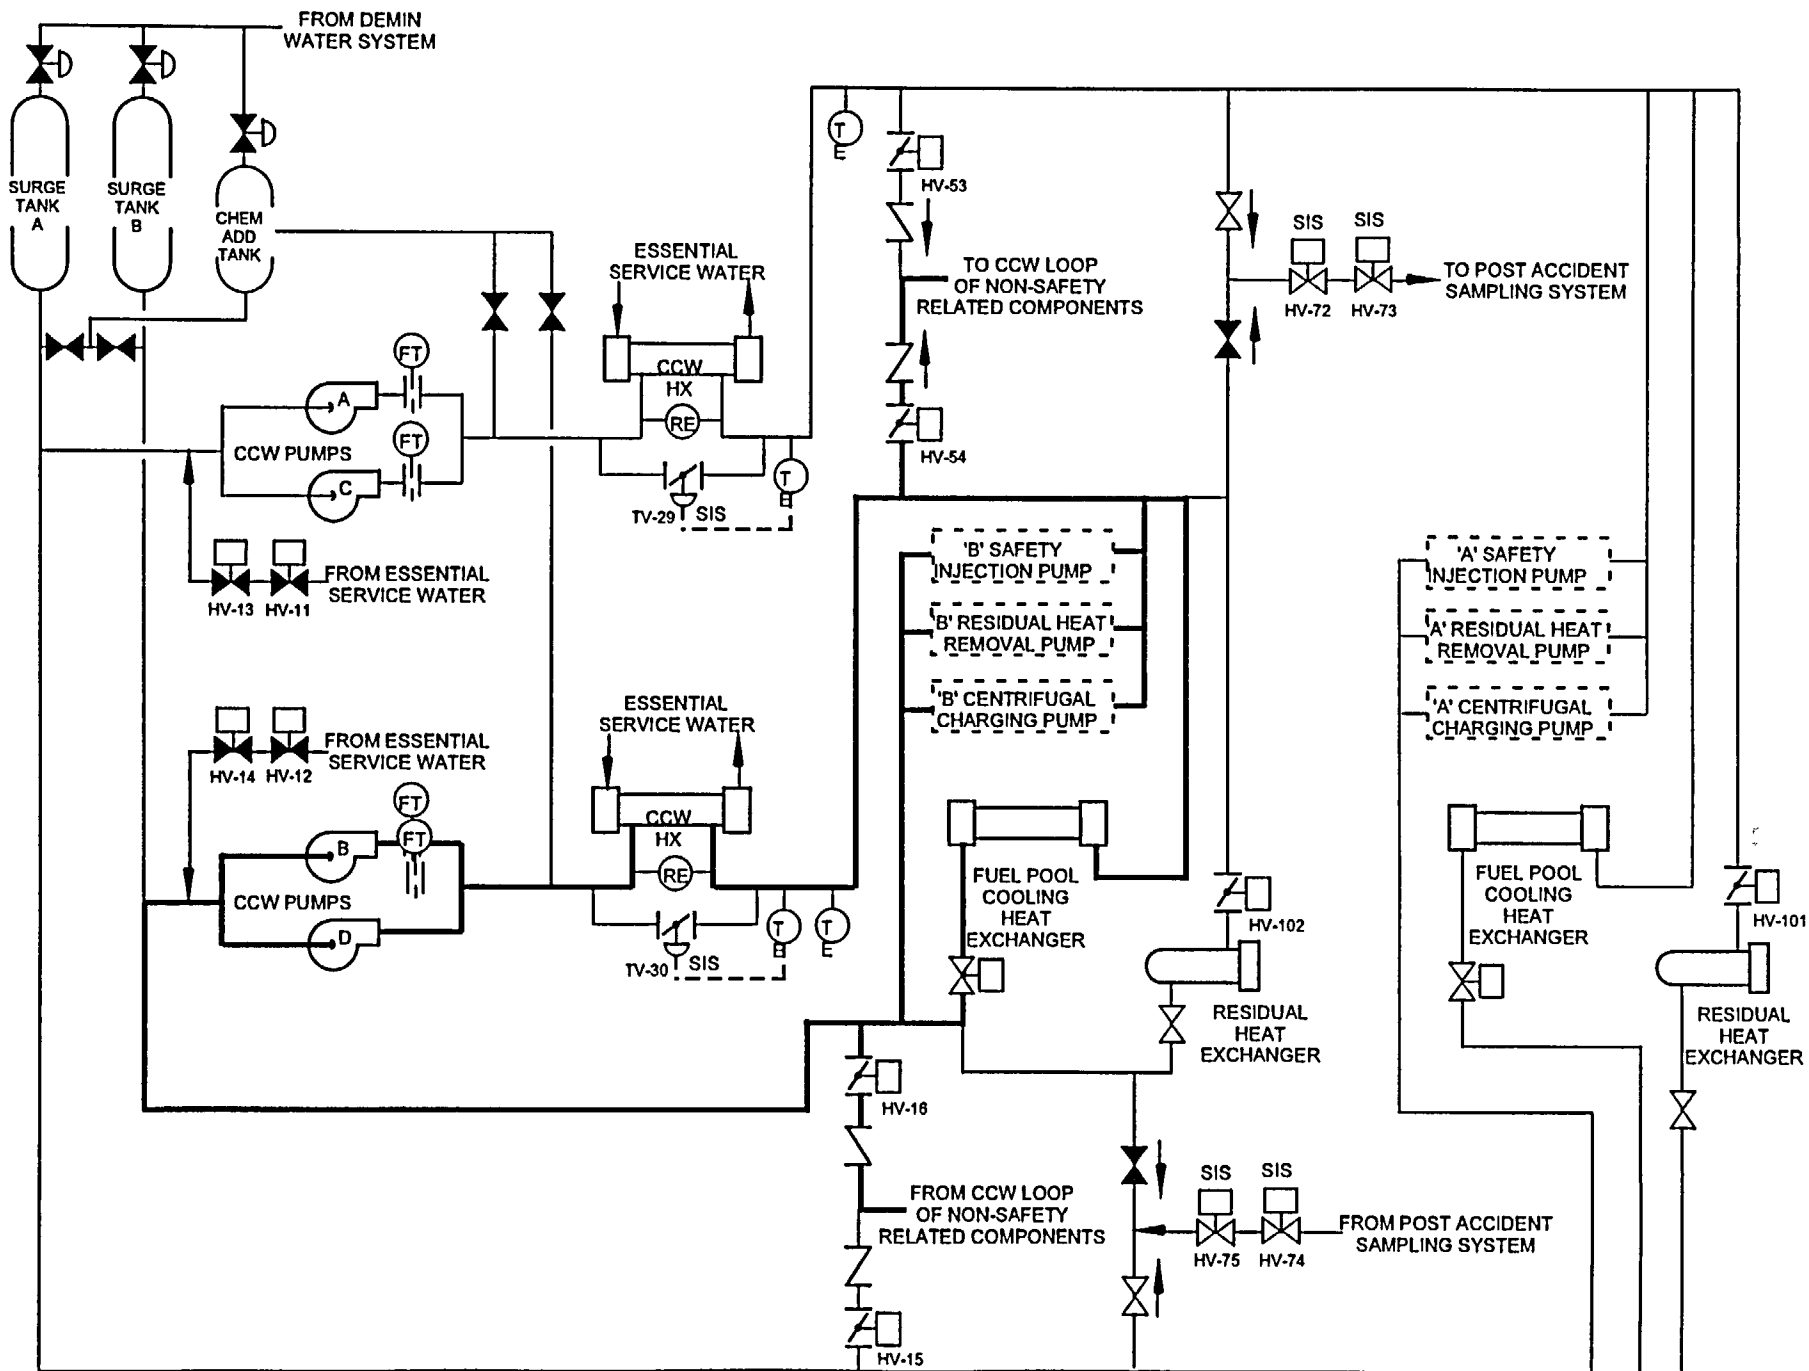 FROM DEMIN
WATER SYSTEM
SURGE
TANK
A
SURGE
TANK
B
CHEM
ADD
TANK
T
E
HV-53
ESSENTIAL
SERVICE WATER
TO CCW LOOP
OF NON-SAFETY
RELATED COMPONENTS
SIS
SIS
HV-72
HV-73
TO POST ACCIDENT
SAMPLING SYSTEM
FT
A
FT
CCW PUMPS
C
CCW
HX
RE
TV-29
SIS
T
E
HV-54
HV-13
HV-11
FROM ESSENTIAL
SERVICE WATER
'B' SAFETY
INJECTION PUMP
B' RESIDUAL HEAT
REMOVAL PUMP
'B' CENTRIFUGAL
CHARGING PUMP
'A' SAFETY
INJECTION PUMP
A' RESIDUAL HEAT
REMOVAL PUMP
'A' CENTRIFUGAL
CHARGING PUMP
HV-14
HV-12
FROM ESSENTIAL
SERVICE WATER
ESSENTIAL
SERVICE WATER
FT
FT
B
CCW PUMPS
D
CCW
HX
RE
TV-30
SIS
T
E
T
E
FUEL POOL
COOLING
HEAT
EXCHANGER
HV-102
RESIDUAL
HEAT
EXCHANGER
FUEL POOL
COOLING
HEAT
EXCHANGER
HV-101
RESIDUAL
HEAT
EXCHANGER
HV-16
FROM CCW LOOP
OF NON-SAFETY
RELATED COMPONENTS
SIS
SIS
HV-75
HV-74
FROM POST ACCIDENT
SAMPLING SYSTEM
HV-15